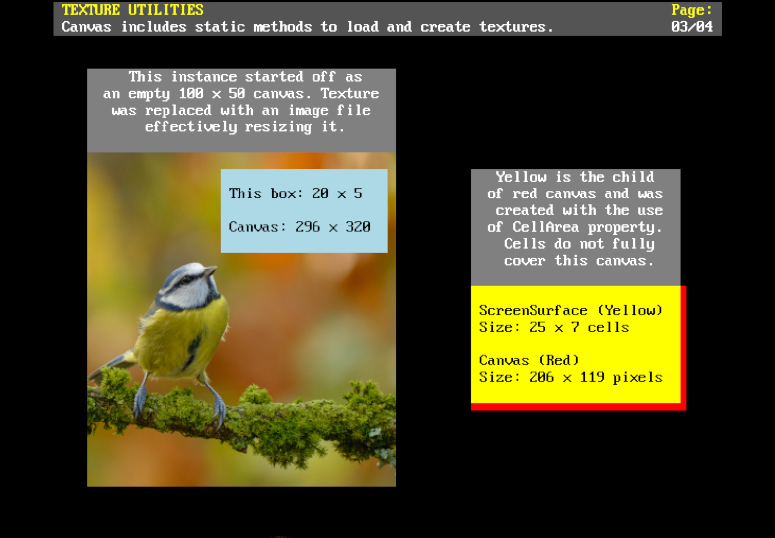 TEXTURE UTILITIES
Page:
Canvas includes static methods to load and create textures.
03/04
This instance started off as
an empty 100 x 50 canvas. Texture
was replaced with an image file
effectively resizing it.
This box: 20 x 5
Canvas: 296 x 320
Yellow is the child
of red canvas and was
created with the use
of CellArea property.
Cells do not fully
cover this canvas.
ScreenSurface (Yellow)
Size: 25 x 7 cells
Canvas (Red)
Size: 206 x 119 pixels